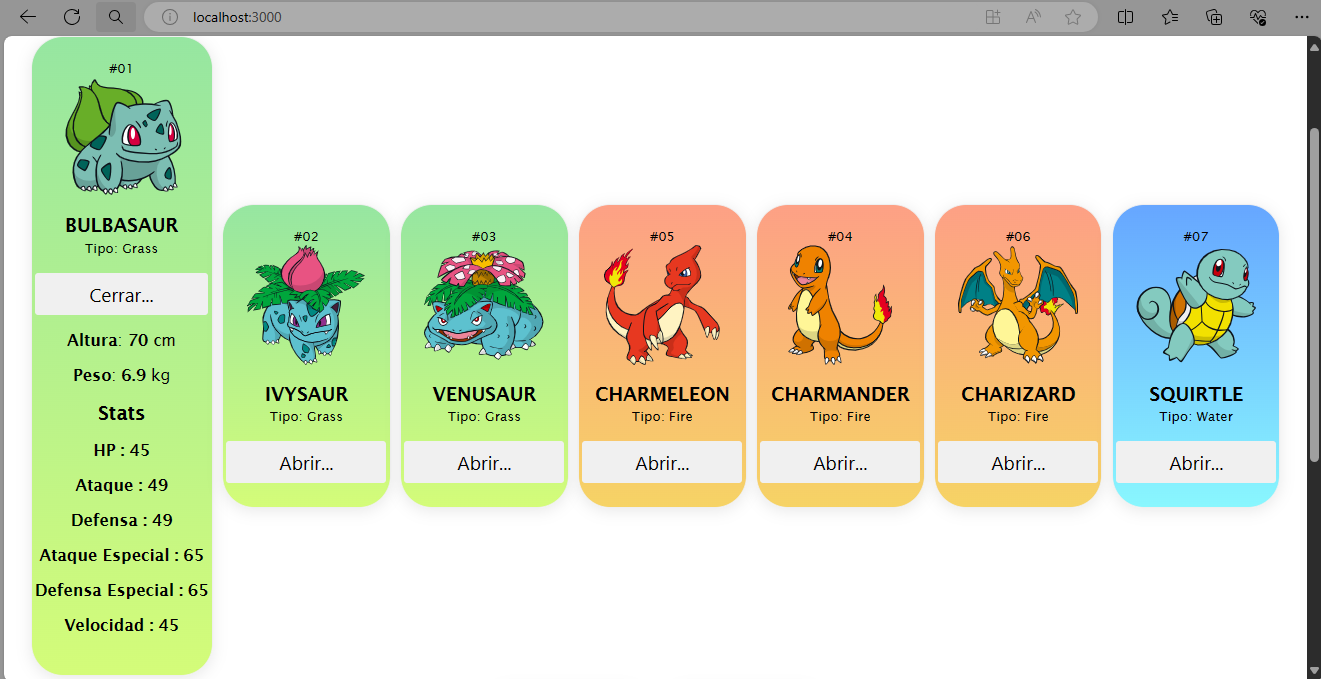 localhost:3000
#01
BULBASAUR
Tipo: Grass
Cerrar...
Altura: 70 cm
Peso: 6.9 kg
Stats
HP : 45
Ataque : 49
Defensa : 49
Ataque Especial : 65
Defensa Especial : 65
Velocidad : 45
#02
IVYSAUR
Tipo: Grass
Abrir...
#03
VENUSAUR
Tipo: Grass
Abrir...
#05
CHARMELEON
Tipo: Fire
Abrir...
#04
CHARMANDER
Tipo: Fire
Abrir...
#06
CHARIZARD
Tipo: Fire
Abrir...
#07
SQUIRTLE
Tipo: Water
Abrir...